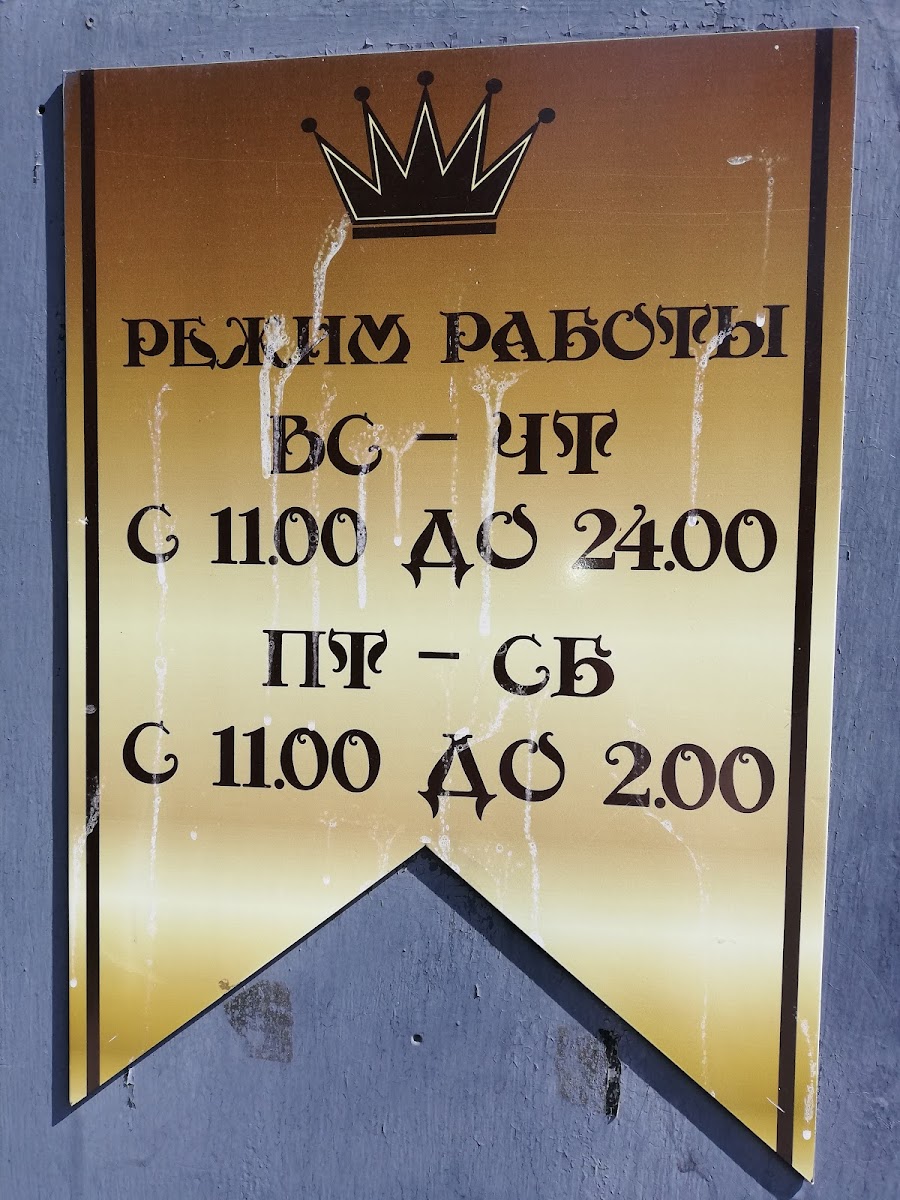 РЕЖИМ РАБОТЫ
ВС - ЧТ
С 11.00 ДО 24.00
ПТ - СБ
С 11.00 ДО 2.00